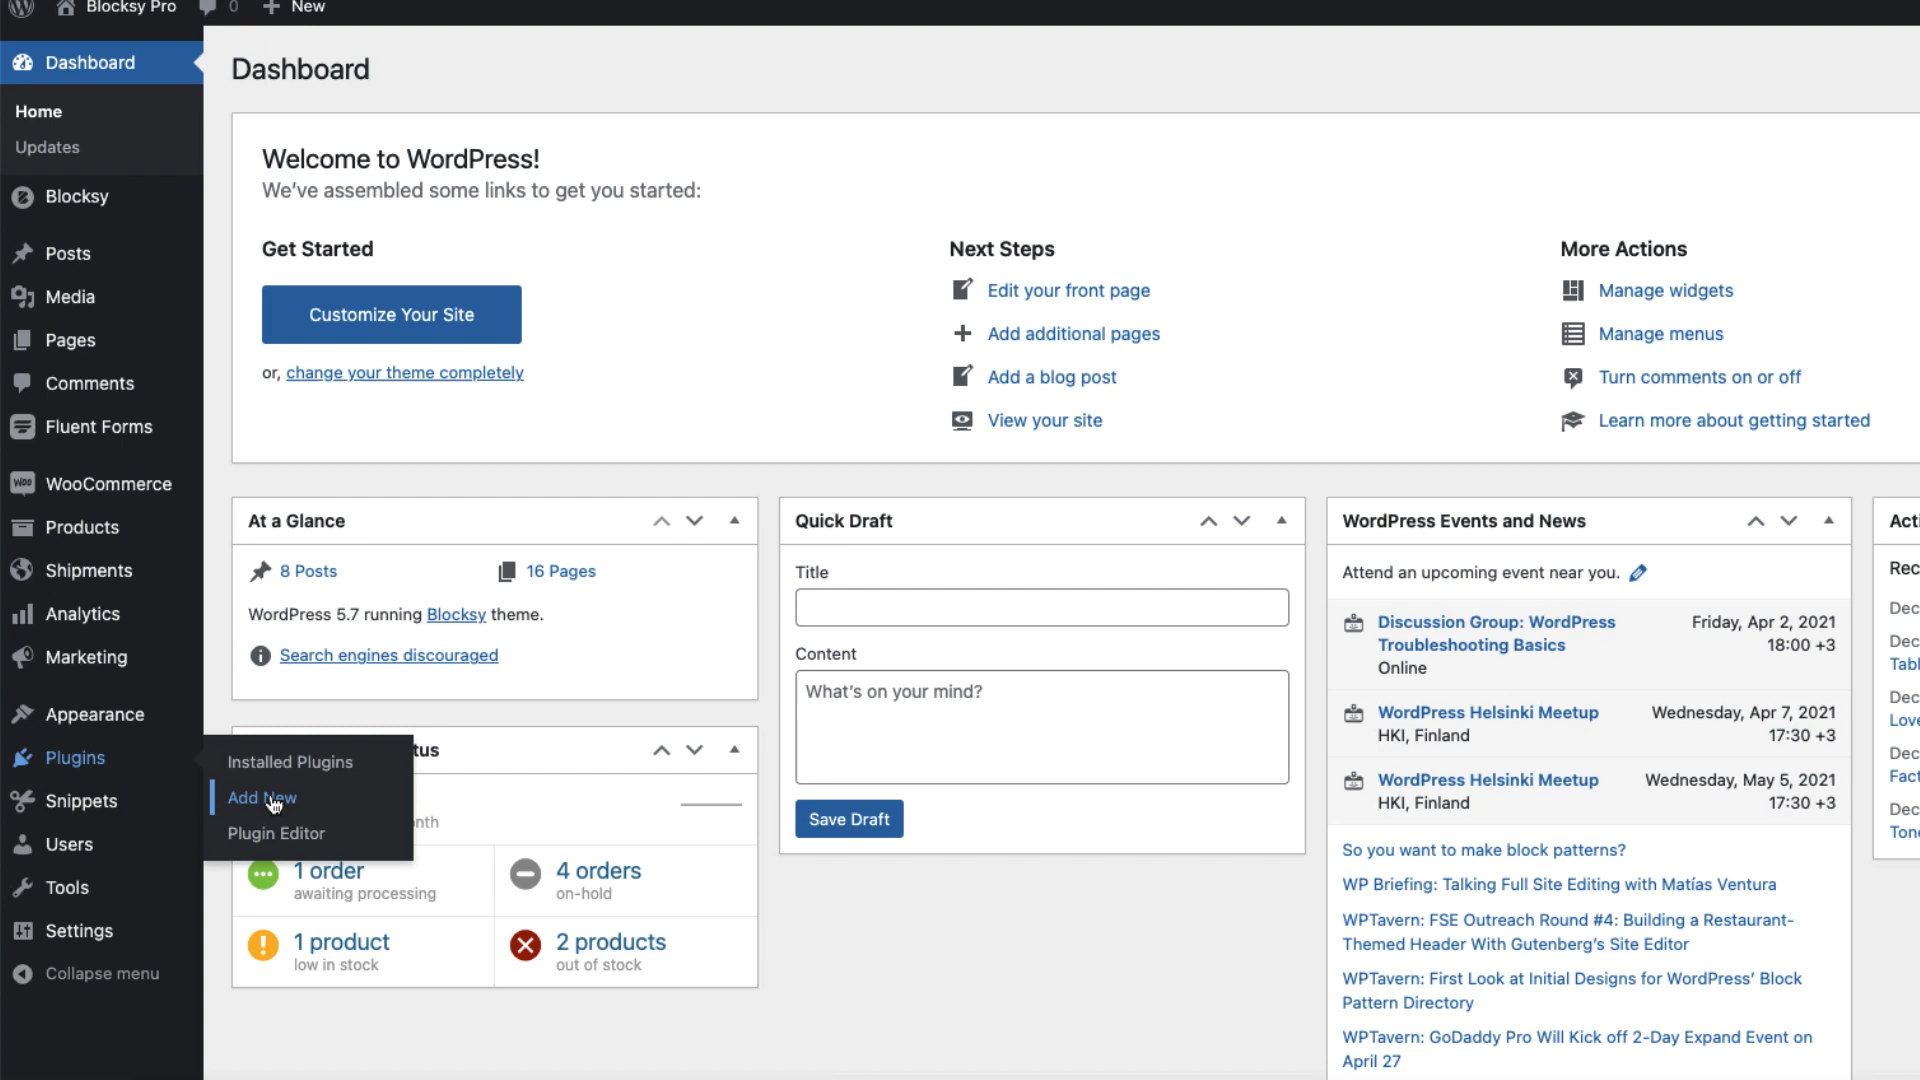 Blocksy Pro 0 New
Dashboard
Home
Updates
Blocksy
Posts
Media
Pages
Comments
Fluent Forms
WooCommerce
Products
Shipments
Analytics
Marketing
Appearance
Plugins
Snippets
Users
Tools
Settings
Collapse menu
Installed Plugins
Add New
Plugin Editor
Dashboard
Welcome to WordPress!
We've assembled some links to get you started:
Get Started
Customize Your Site
or, change your theme completely
Next Steps
Edit your front page
Add additional pages
Add a blog post
View your site
More Actions
Manage widgets
Manage menus
Turn comments on or off
Learn more about getting started
At a Glance
8 Posts 16 Pages
WordPress 5.7 running Blocksy theme.
Search engines discouraged
tus
nth
1 order
awaiting processing
4 orders
on-hold
1 product
low in stock
2 products
out of stock
Quick Draft
Title
Content
What's on your mind?
Save Draft
WordPress Events and News
Attend an upcoming event near you.
Discussion Group: WordPress
Troubleshooting Basics
Online
Friday, Apr 2, 2021
18:00 +3
WordPress Helsinki Meetup
HKI, Finland
Wednesday, Apr 7, 2021
17:30 +3
WordPress Helsinki Meetup
HKI, Finland
Wednesday, May 5, 2021
17:30 +3
So you want to make block patterns?
WP Briefing: Talking Full Site Editing with Matías Ventura
WPTavern: FSE Outreach Round #4: Building a Restaurant-
Themed Header With Gutenberg's Site Editor
WPTavern: First Look at Initial Designs for WordPress' Block
Pattern Directory
WPTavern: GoDaddy Pro Will Kick off 2-Day Expand Event on
April 27
Acti
Rec
Dec
Dec
Tabl
Dec
Love
Dec
Fact
Dec
Ton